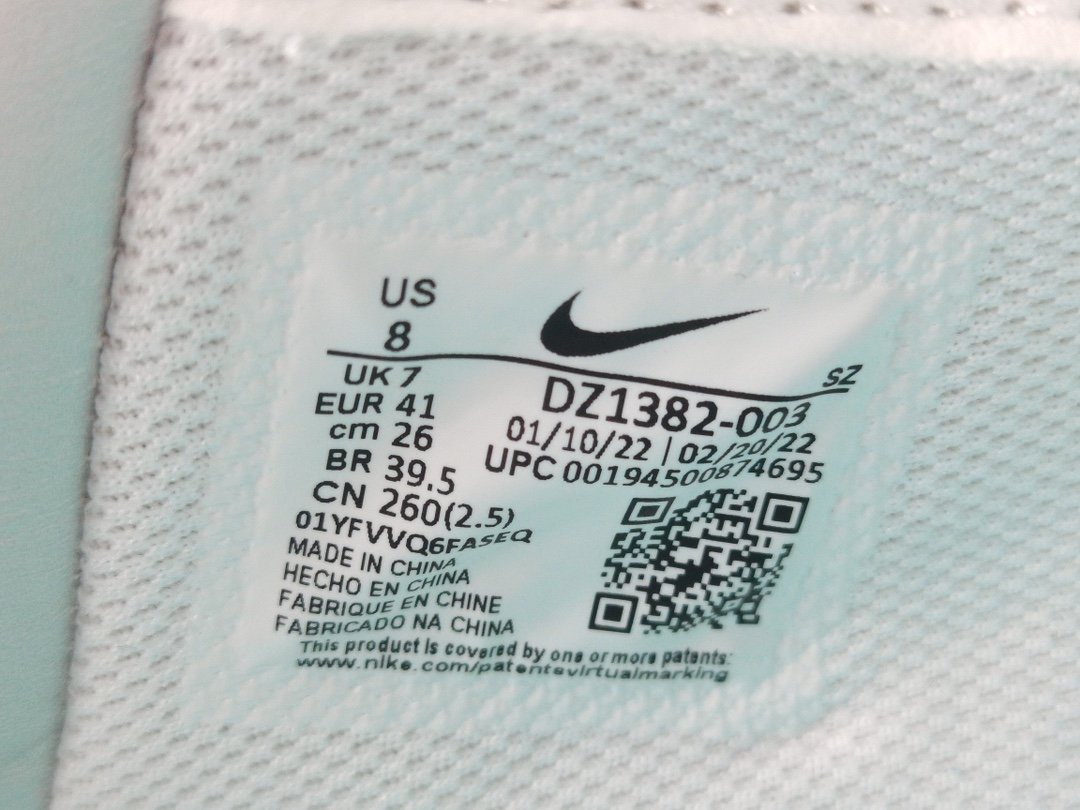 US
8
SZ
UK 7
EUR 41
cm 26
BR 39.5
CN 260(2.5)
DZ1382-003
01/10/22 | 02/20/22
UPC 00194500874695
01YFVVQ6FASEQ
MADE IN CHINA
HECHO EN CHINA
FABRIQUE EN CHINE
FABRICADO NA CHINA
This product is covered by one or more patents:
www.nike.com/patentsvirtualmarking